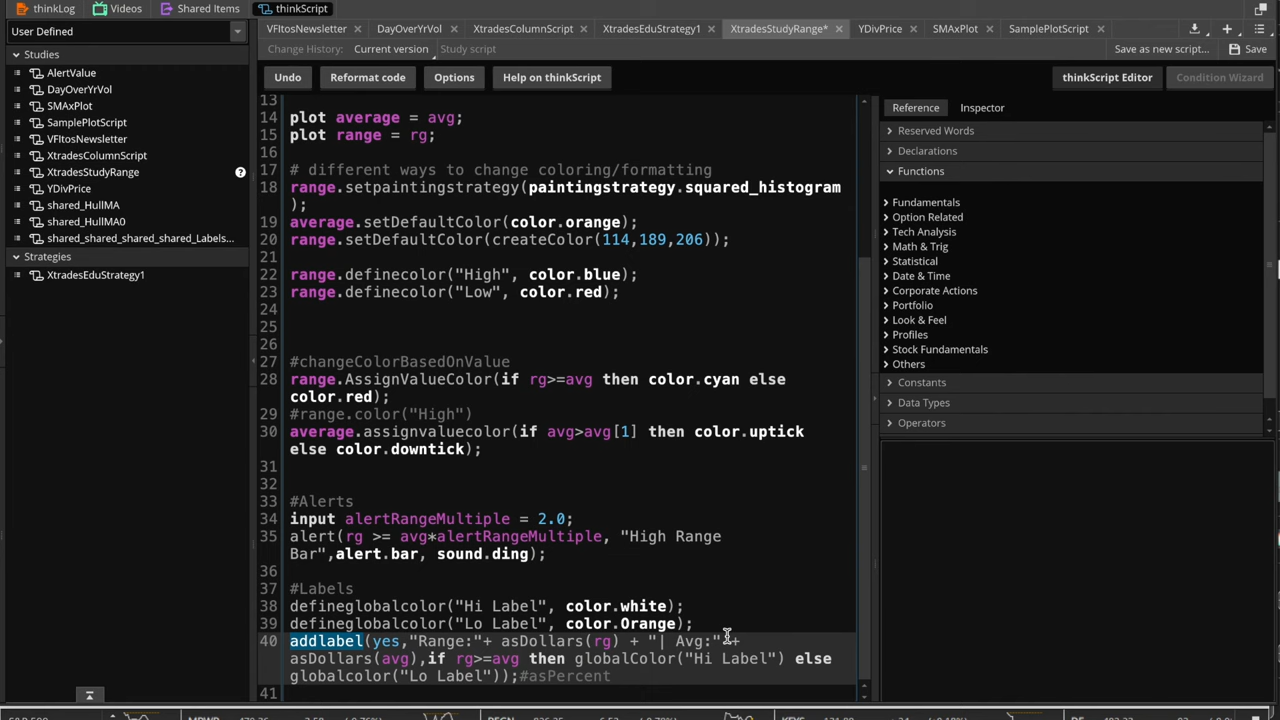 thinkLog Videos Shared Items thinkScript
User Defined
VFItosNewsletter DayOverYrVol XtradesColumnScript XtradesEduStrategy1 XtradesStudyRange* YDivPrice SMAxPlot SamplePlotScript
Change History: Current version Study script Save as new script... Save
Undo Reformat code Options Help on thinkScript thinkScript Editor Condition Wizard
Studies
AlertValue
DayOverYrVol
SMAxPlot
SamplePlotScript
VFItosNewsletter
XtradesColumnScript
XtradesStudyRange
YDivPrice
shared_HullMA
shared_HullMA0
shared_shared_shared_shared_Labels...
Strategies
XtradesEduStrategy1
13
14 plot average = avg;
15 plot range = rg;
16
17 # different ways to change coloring/formatting
18 range.setpaintingstrategy(paintingstrategy.squared_histogram
);
19 average.setDefaultColor(color.orange);
20 range.setDefaultColor(createColor(114,189,206));
21
22 range.definecolor("High", color.blue);
23 range.definecolor("Low", color.red);
24
25
26
27 #changeColorBasedOnValue
28 range.AssignValueColor(if rg>=avg then color.cyan else
color.red);
29 #range.color("High")
30 average.assignvaluecolor(if avg>avg[1] then color.uptick
else color.downtick);
31
32
33 #Alerts
34 input alertRangeMultiple = 2.0;
35 alert(rg >= avg*alertRangeMultiple, "High Range
Bar",alert.bar, sound.ding);
36
37 #Labels
38 defineglobalcolor("Hi Label", color.white);
39 defineglobalcolor("Lo Label", color.Orange);
40 addlabel(yes,"Range:"+ asDollars(rg) + "| Avg:"+
asDollars(avg),if rg>=avg then globalColor("Hi Label") else
globalcolor("Lo Label"));#asPercent
41
Reference Inspector
Reserved Words
Declarations
Functions
Fundamentals
Option Related
Tech Analysis
Math & Trig
Statistical
Date & Time
Corporate Actions
Portfolio
Look & Feel
Profiles
Stock Fundamentals
Others
Constants
Data Types
Operators